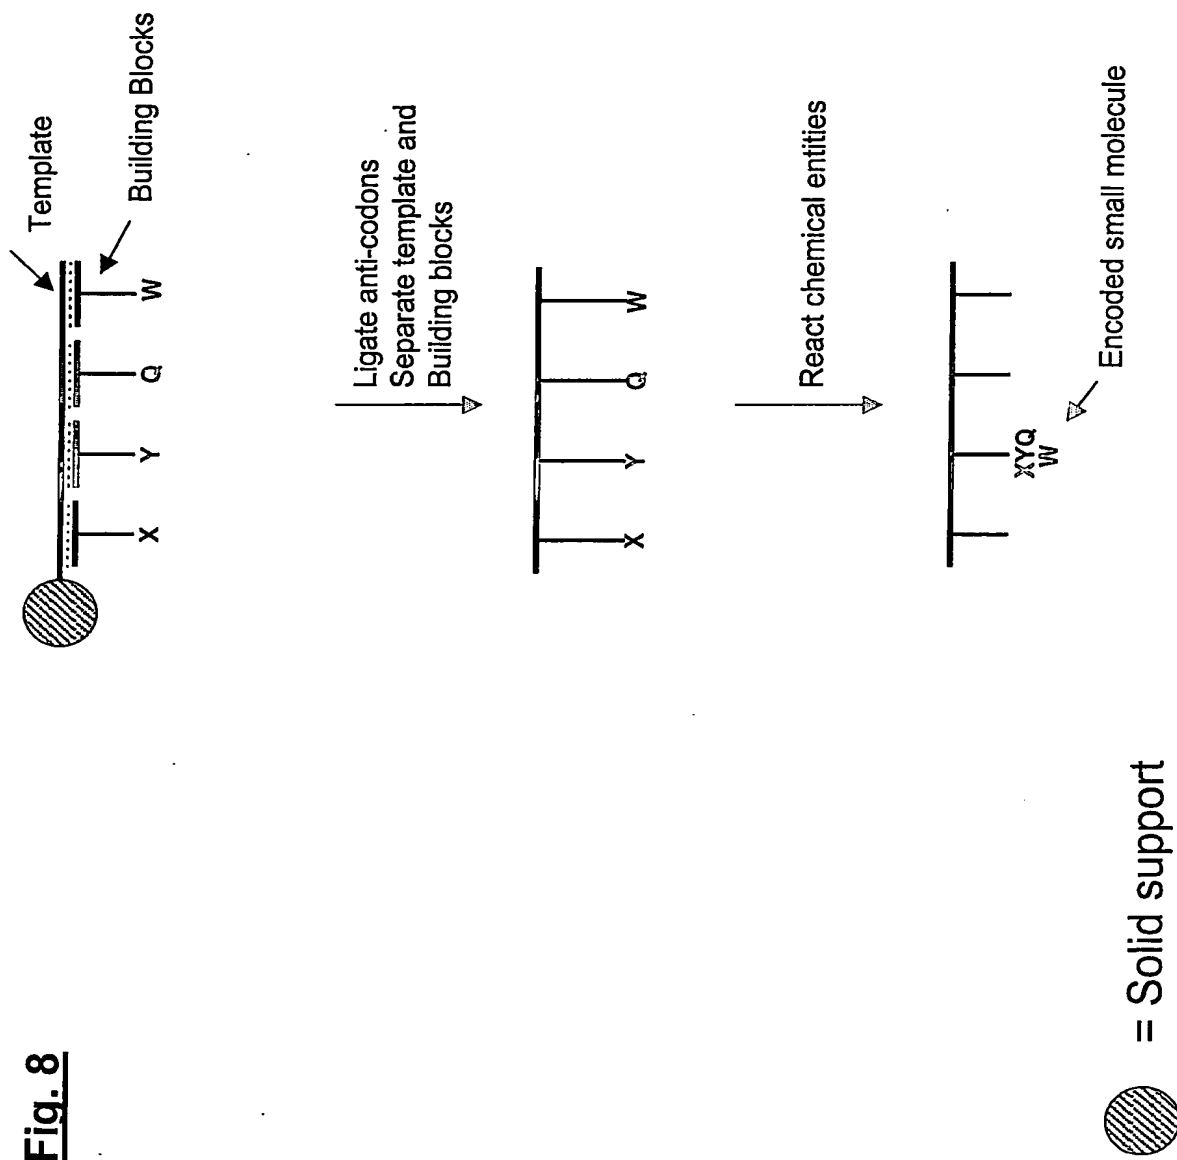 Fig. 8
Template
Building Blocks
X Y Q W
Ligate anti-codons
Separate template and
Building blocks
X Y Q W
React chemical entities
XYQ
W
Encoded small molecule
= Solid support